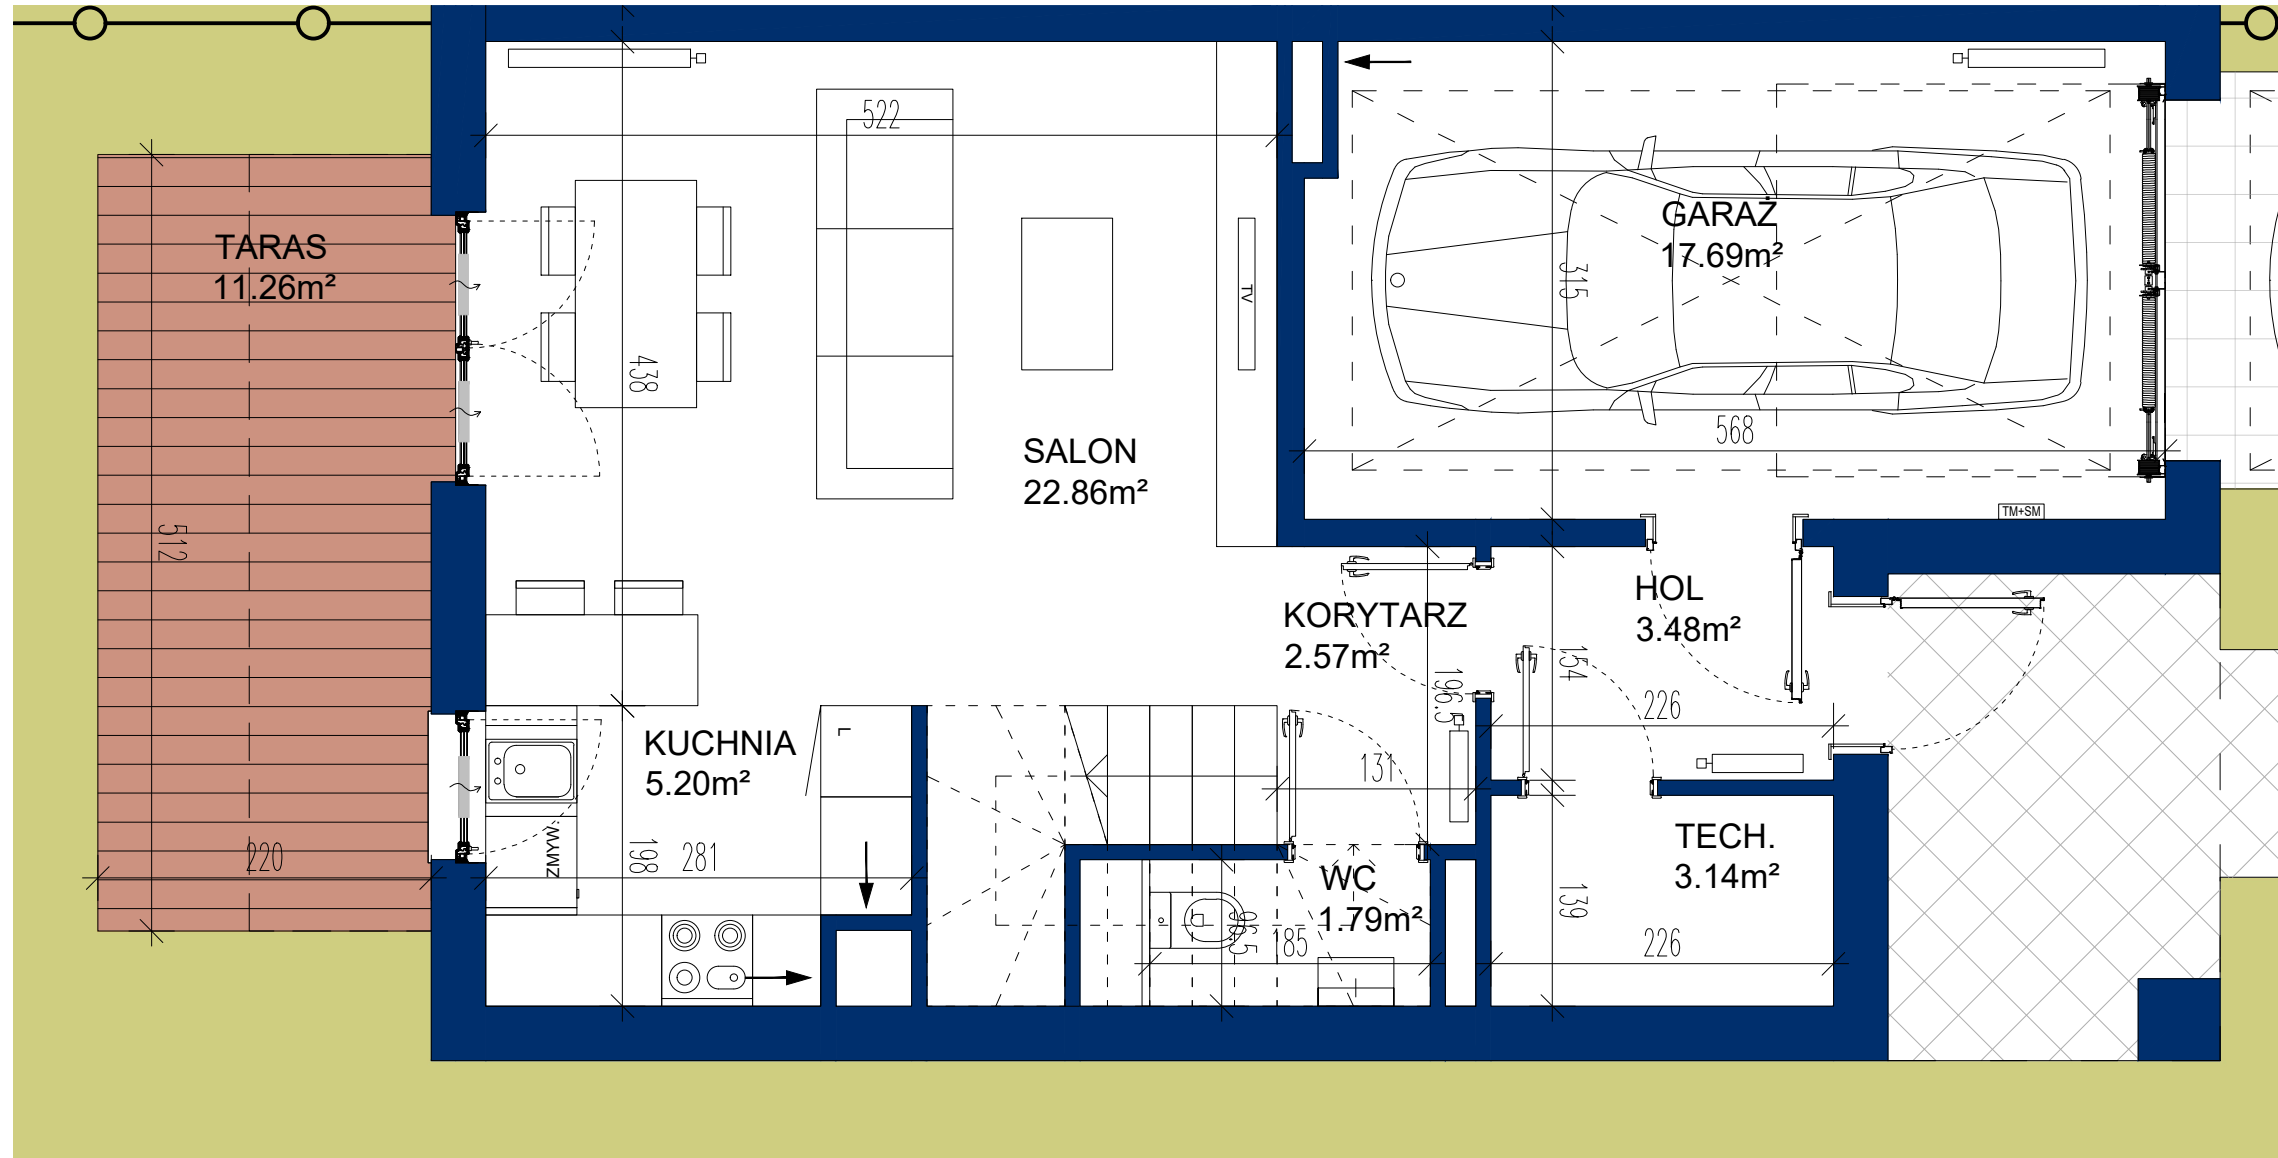 522
TARAS
11.26m²
GARAŻ
17.69m²
315
TV
438
568
SALON
22.86m²
TM+SM
512
HOL
3.48m²
KORYTARZ
2.57m²
154
196.5
226
L
KUCHNIA
5.20m²
131
ZMYW.
220
198
281
WC
1.79m²
TECH.
3.14m²
139
96.5
185
226